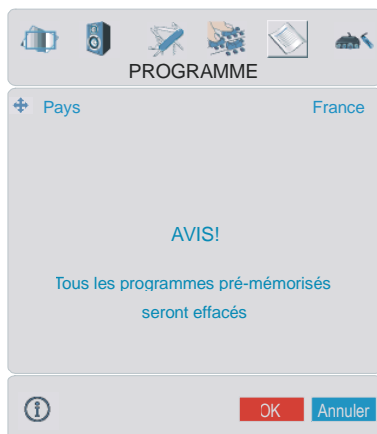 PROGRAMME
Pays France
AVIS!
Tous les programmes pré-mémorisés
seront effacés
OK Annuler